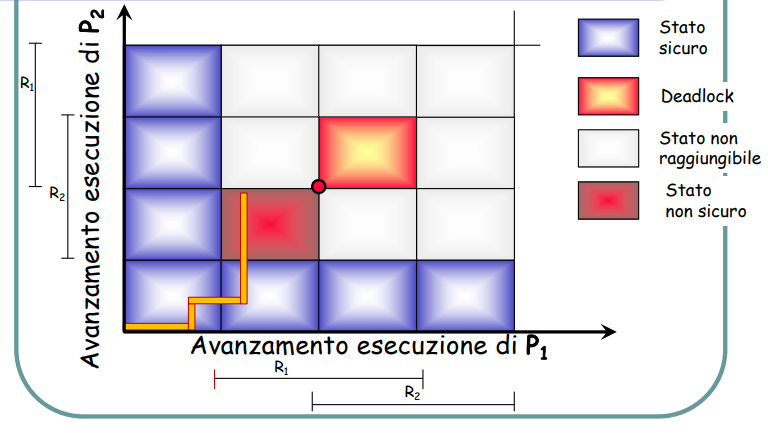 Avanzamento esecuzione di P2
R1
R2
Stato
sicuro
Deadlock
Stato non
raggiungibile
Stato
non sicuro
Avanzamento esecuzione di P1
R1
R2